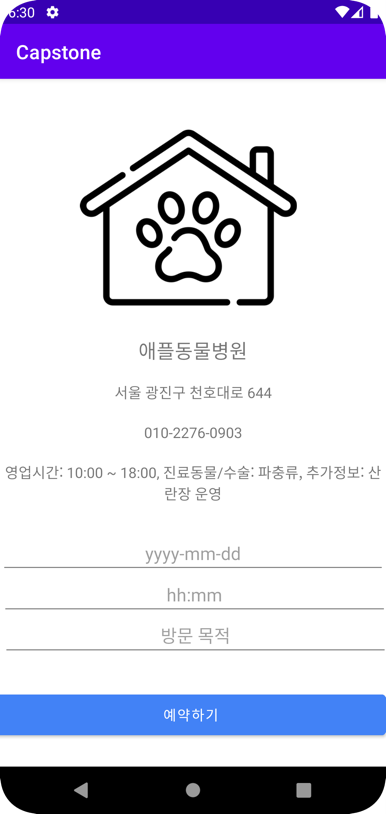 6:30
Capstone
애플동물병원
서울 광진구 천호대로 644
010-2276-0903
영업시간: 10:00 ~ 18:00, 진료동물/수술: 파충류, 추가정보: 산
란장 운영
yyyy-mm-dd
hh:mm
방문 목적
예약하기